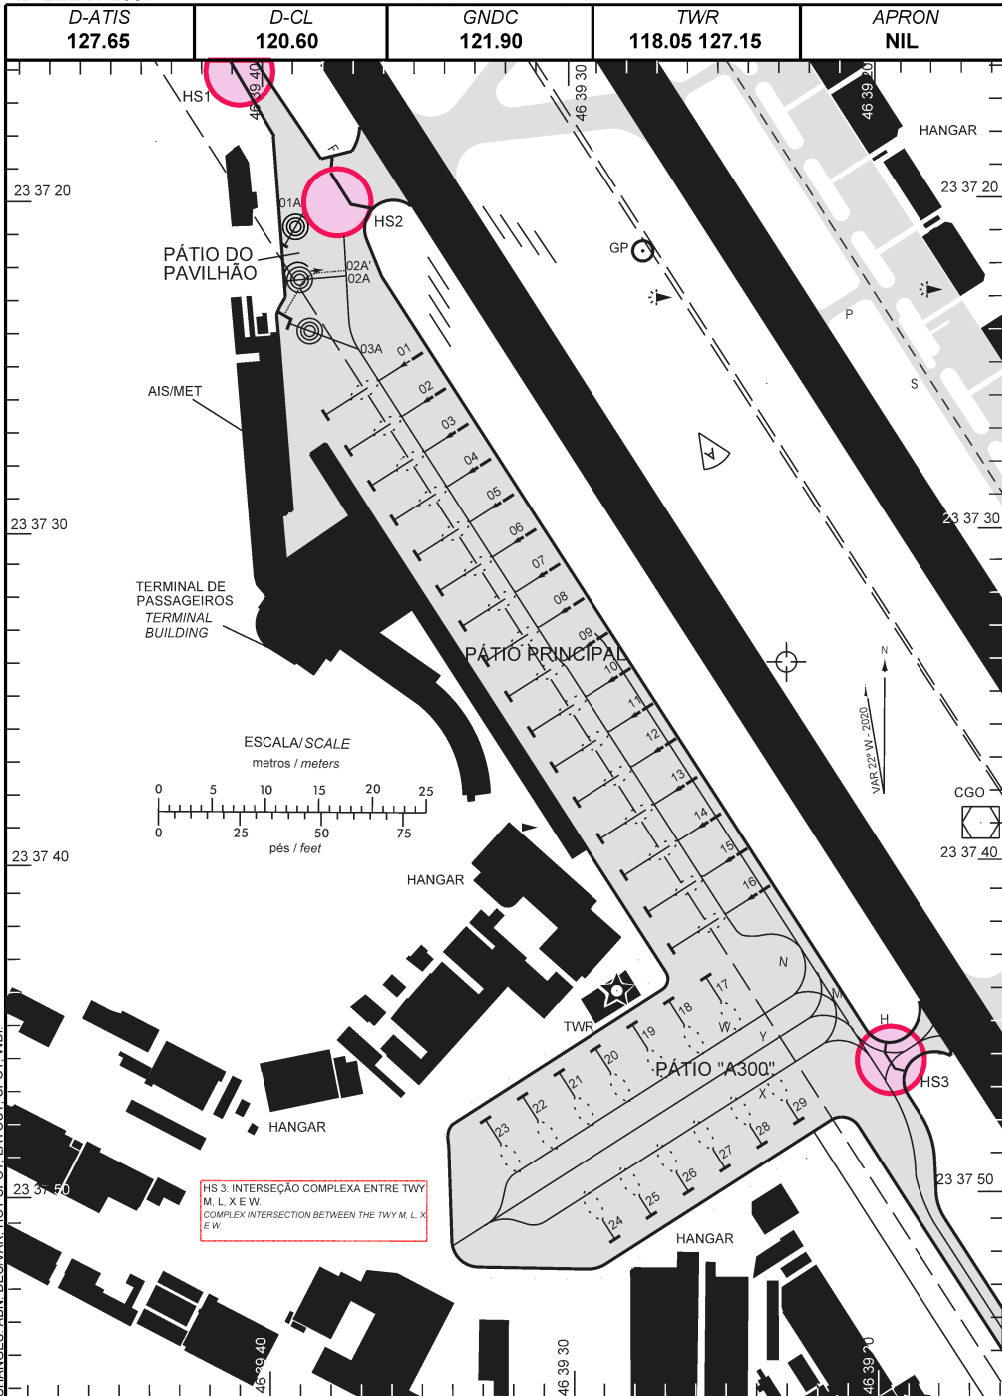 D-ATIS
127.65
D-CL
120.60
GNDC
121.90
TWR
118.05 127.15
APRON
NIL
46 39 40
46 39 30
46 39 20
HS1
F
HANGAR
23 37 20
23 37 20
01A
HS2
PÁTIO DO
PAVILHÃO
GP
02A'
02A
03A
P
S
AIS/MET
01
02
03
04
05
06
07
08
09
10
11
12
13
14
15
16
A
23 37 30
23 37 30
TERMINAL DE
PASSAGEIROS
TERMINAL
BUILDING
PÁTIO PRINCIPAL
N
VAR 22º W - 2020
ESCALA/SCALE
metros / meters
0 5 10 15 20 25
0 25 50 75
pés / feet
CGO
23 37 40
23 37 40
HANGAR
N
M
H
TWR
17
18
19
20
21
22
23
W
Y
X
PÁTIO "A300"
HS3
24
25
26
27
28
29
HANGAR
23 37 50
23 37 50
HS 3: INTERSEÇÃO COMPLEXA ENTRE TWY
M, L, X E W.
COMPLEX INTERSECTION BETWEEN THE TWY M, L, X
E W.
HANGAR
46 39 40
46 39 30
46 39 20